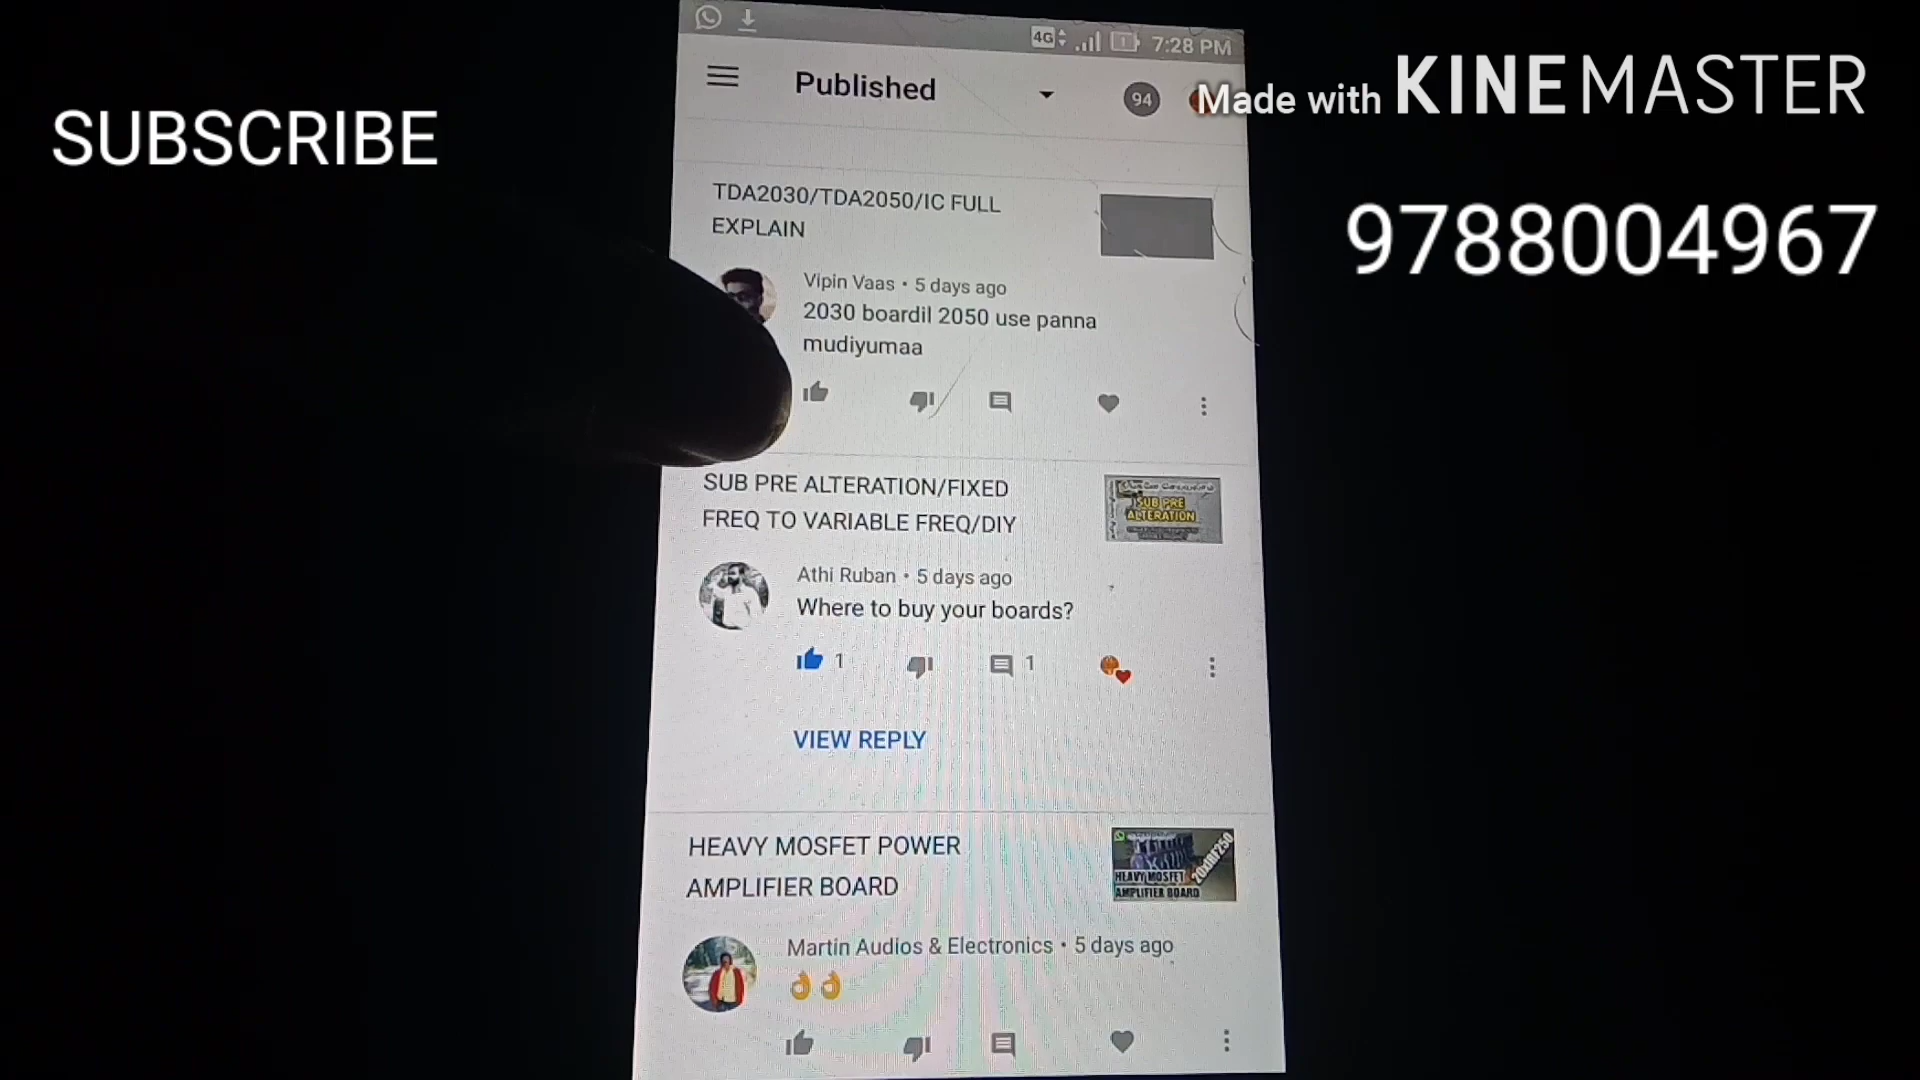 4G 7:28 PM
Published
94
Made with KINEMASTER
SUBSCRIBE
9788004967
TDA2030/TDA2050/IC FULL
EXPLAIN
Vipin Vaas • 5 days ago
2030 boardil 2050 use panna
mudiyumaa
SUB PRE ALTERATION/FIXED
FREQ TO VARIABLE FREQ/DIY
SUB PRE
ALTERATION
Athi Ruban • 5 days ago
Where to buy your boards?
1
1
VIEW REPLY
HEAVY MOSFET POWER
AMPLIFIER BOARD
HEAVY MOSFET
AMPLIFIER BOARD
Martin Audios & Electronics • 5 days ago
👌👌